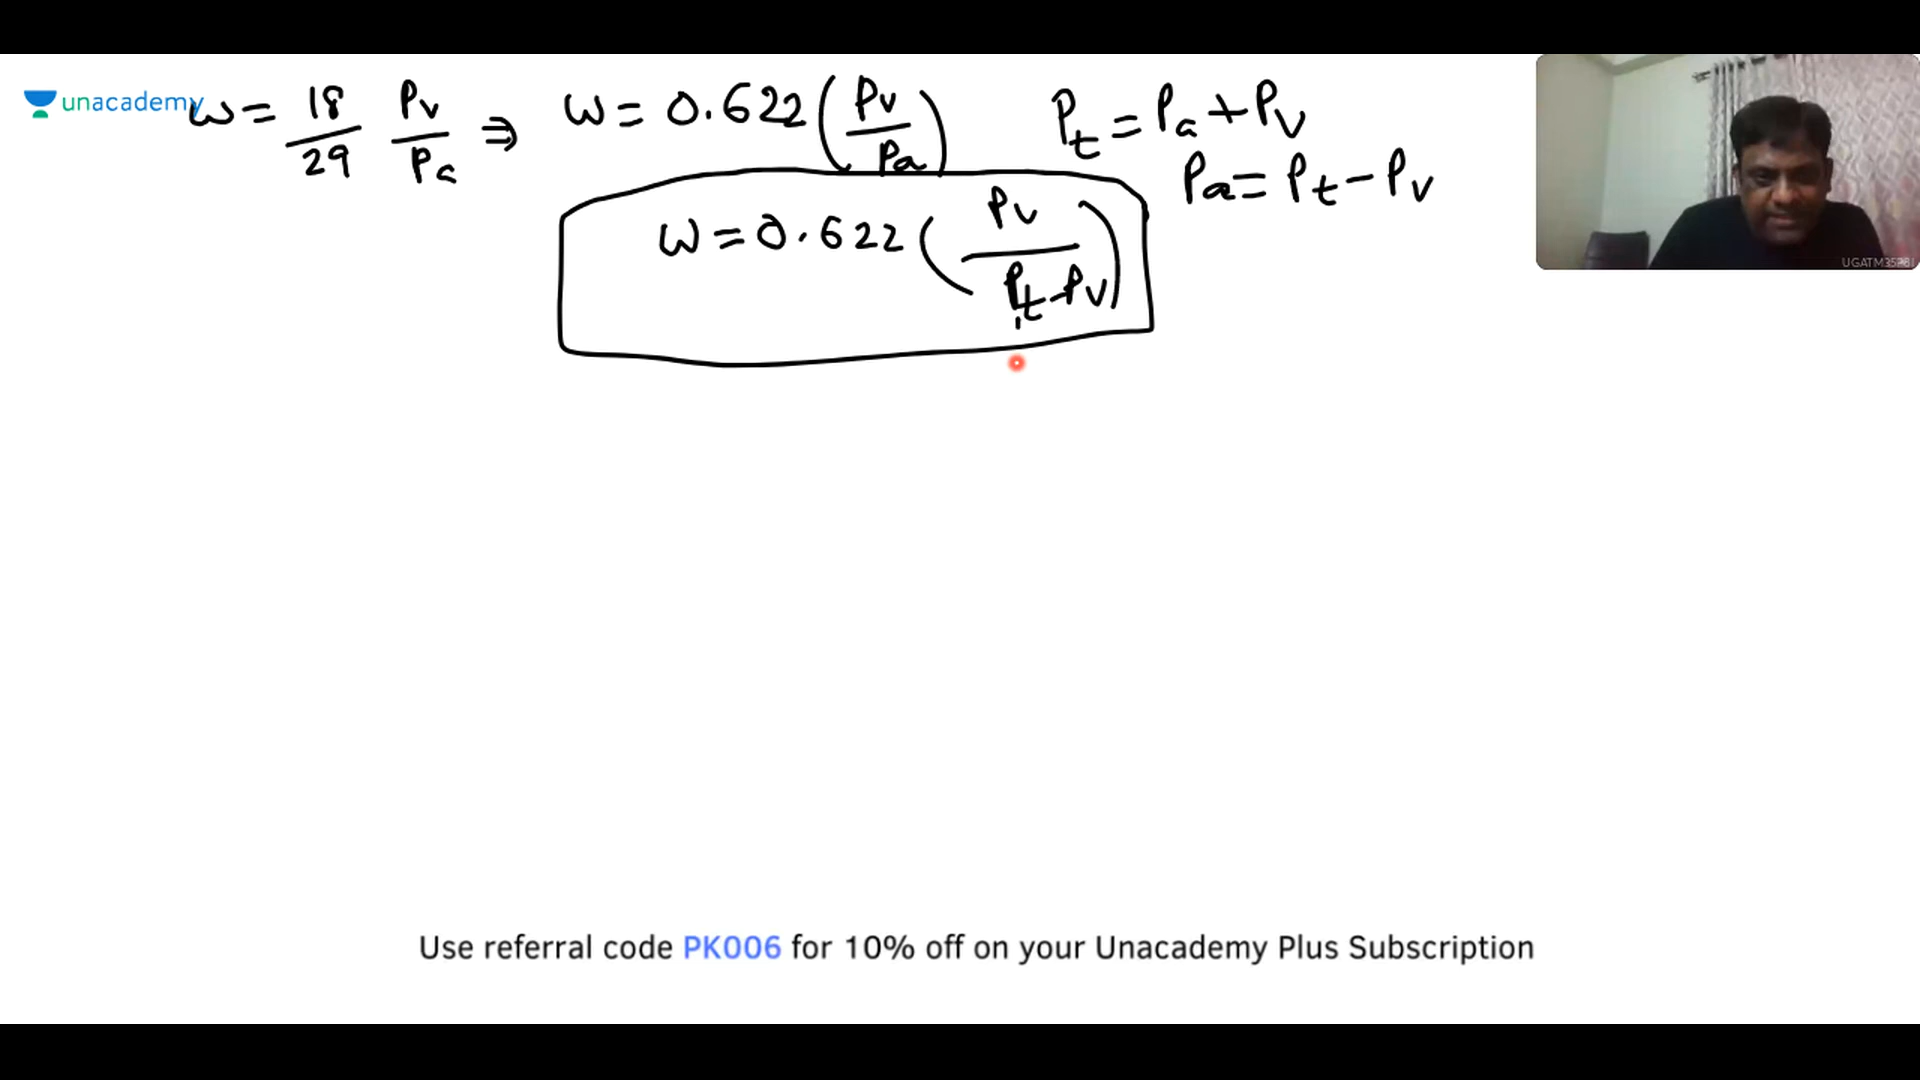 unacademy
ω = 18/29 Pv/Pa ⇒ ω = 0.622 (Pv/Pa) Pt = Pa + Pv
Pa = Pt - Pv
ω = 0.622 (Pv/Pt - Pv)
Use referral code PK006 for 10% off on your Unacademy Plus Subscription